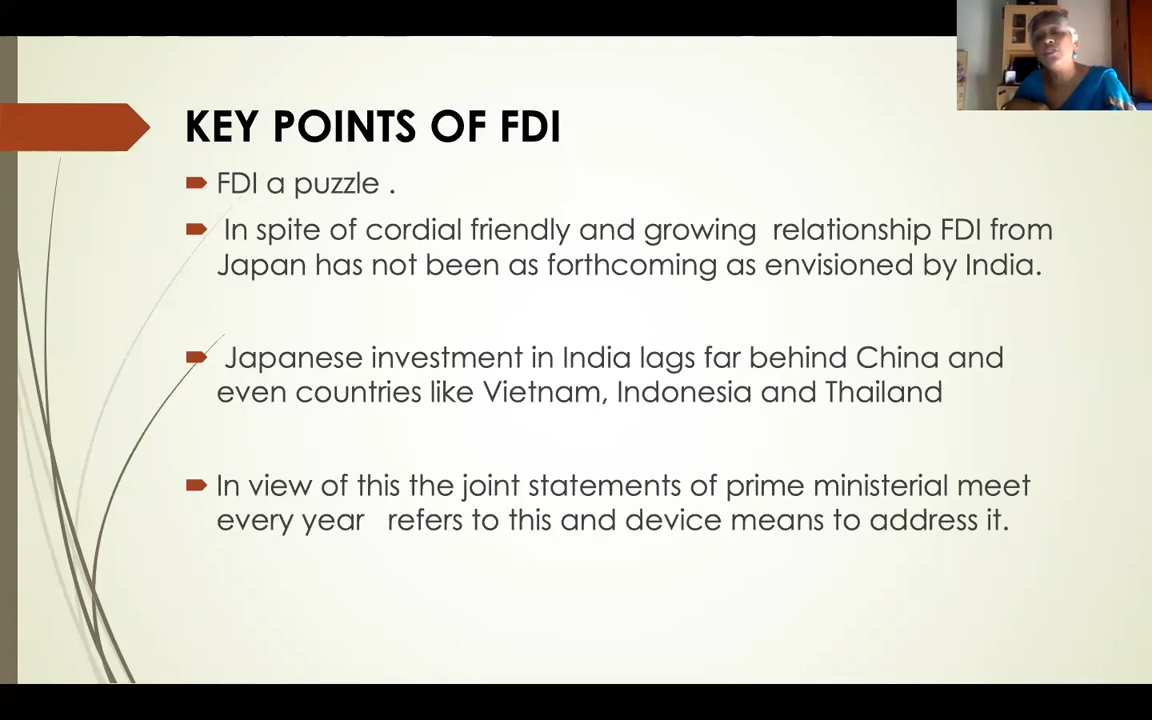 KEY POINTS OF FDI
FDI a puzzle .
In spite of cordial friendly and growing  relationship FDI from
Japan has not been as forthcoming as envisioned by India.
Japanese investment in India lags far behind China and
even countries like Vietnam, Indonesia and Thailand
In view of this the joint statements of prime ministerial meet
every year   refers to this and device means to address it.